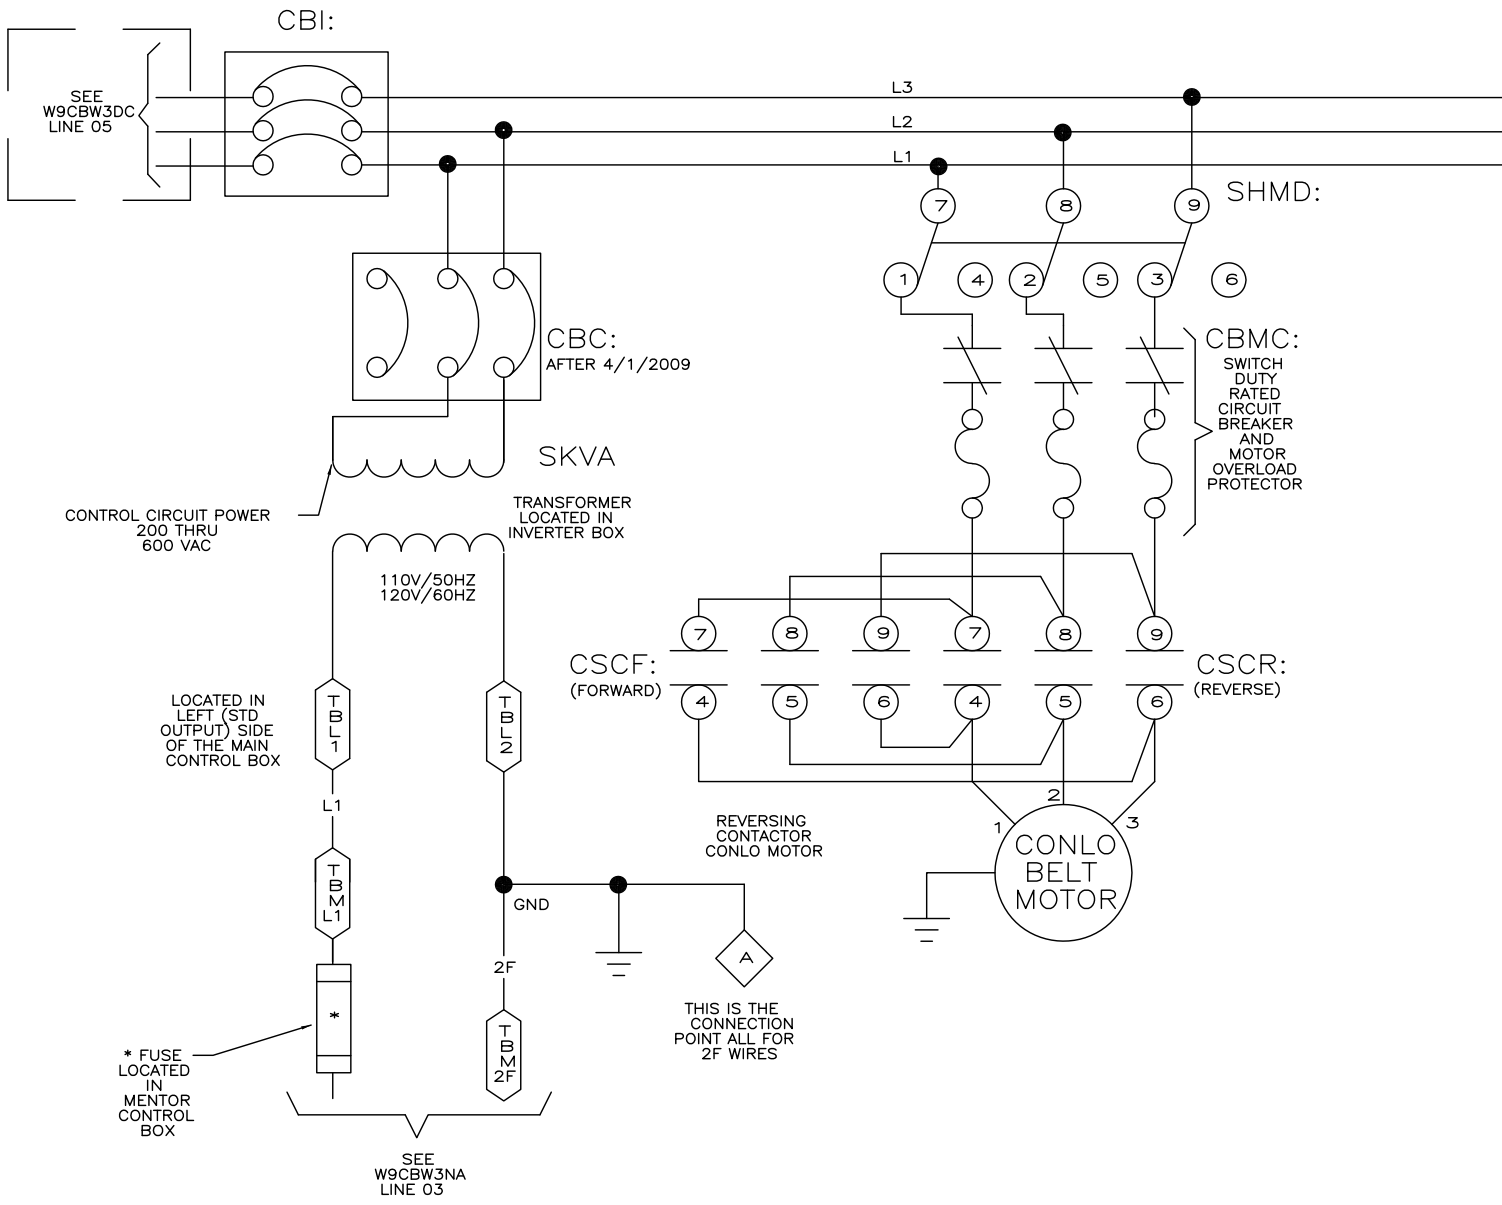 CBI:
SEE
W9CBW3DC
LINE 05
L3
L2
L1
SHMD:
7
8
9
1
4
2
5
3
6
CBC:
AFTER 4/1/2009
CBMC:
SWITCH
DUTY
RATED
CIRCUIT
BREAKER
AND
MOTOR
OVERLOAD
PROTECTOR
SKVA
TRANSFORMER
LOCATED IN
INVERTER BOX
CONTROL CIRCUIT POWER
200 THRU
600 VAC
110V/50HZ
120V/60HZ
7
8
9
7
8
9
CSCF:
(FORWARD)
CSCR:
(REVERSE)
4
5
6
4
5
6
LOCATED IN
LEFT (STD
OUTPUT) SIDE
OF THE MAIN
CONTROL BOX
TBL1
TBL2
L1
REVERSING
CONTACTOR
CONLO MOTOR
1
2
3
CONLO
BELT
MOTOR
TBML1
GND
2F
A
THIS IS THE
CONNECTION
POINT ALL FOR
2F WIRES
*
* FUSE
LOCATED
IN
MENTOR
CONTROL
BOX
TBM2F
SEE
W9CBW3NA
LINE 03